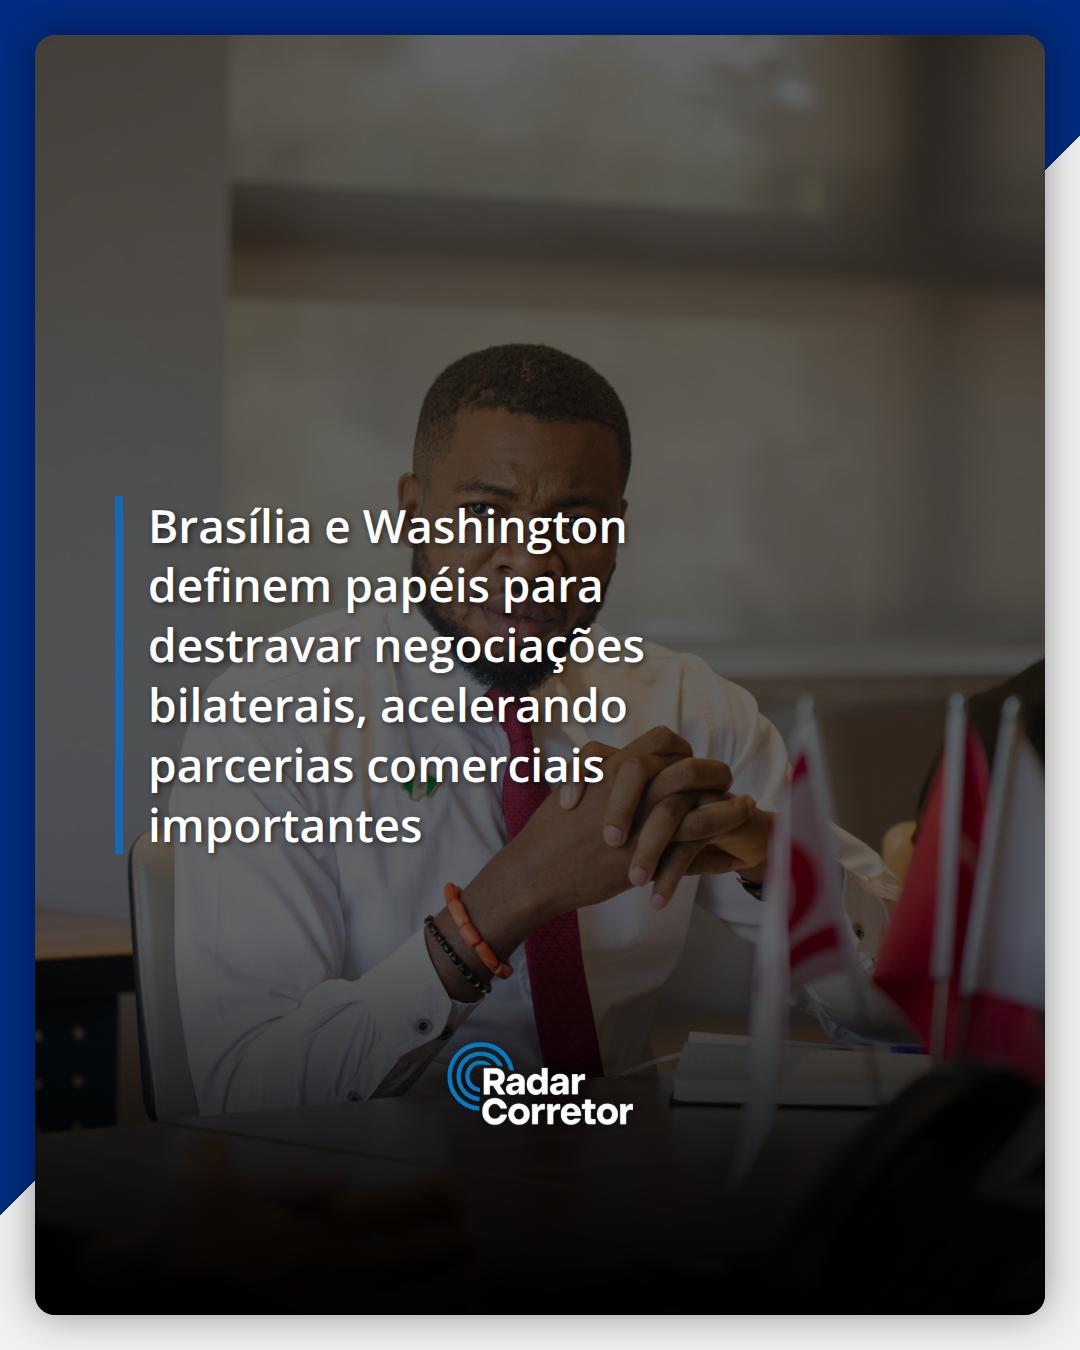 Brasília e Washington
definem papéis para
destravar negociações
bilaterais, acelerando
parcerias comerciais
importantes
Radar
Corretor